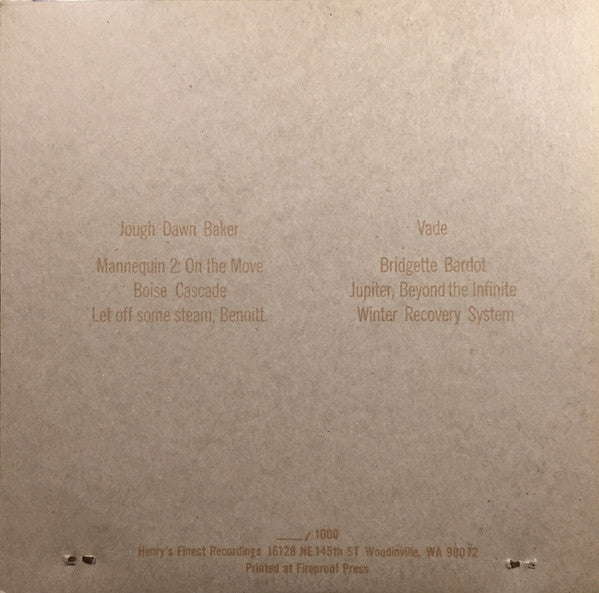 Jough Dawn Baker
Mannequin 2: On the Move
Boise Cascade
Let off some steam, Bennitt.
Vade
Bridgette Bardot
Jupiter, Beyond the Infinite
Winter Recovery System
____/ 1000
Henry's Finest Recordings 16128 NE 145th ST Woodinville, WA 98072
Printed at Fireproof Press